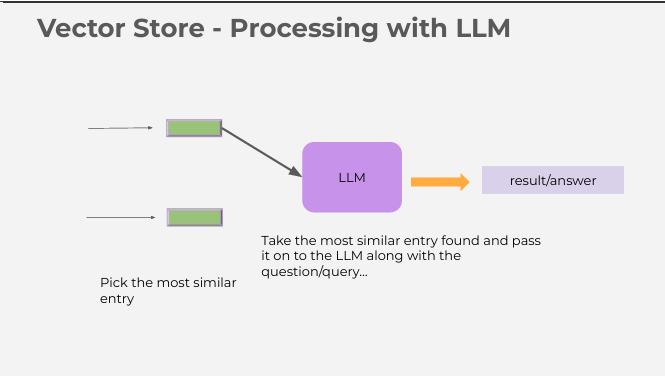 Vector Store - Processing with LLM
LLM
result/answer
Take the most similar entry found and pass
it on to the LLM along with the
question/query...
Pick the most similar
entry